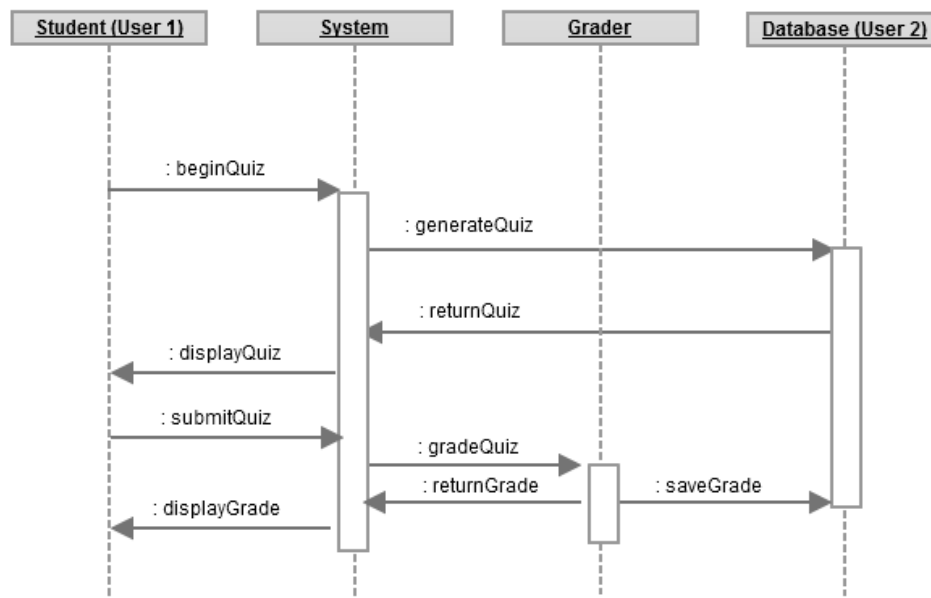 Student (User 1)
System
Grader
Database (User 2)
: beginQuiz
: generateQuiz
: returnQuiz
: displayQuiz
: submitQuiz
: gradeQuiz
: returnGrade
: saveGrade
: displayGrade